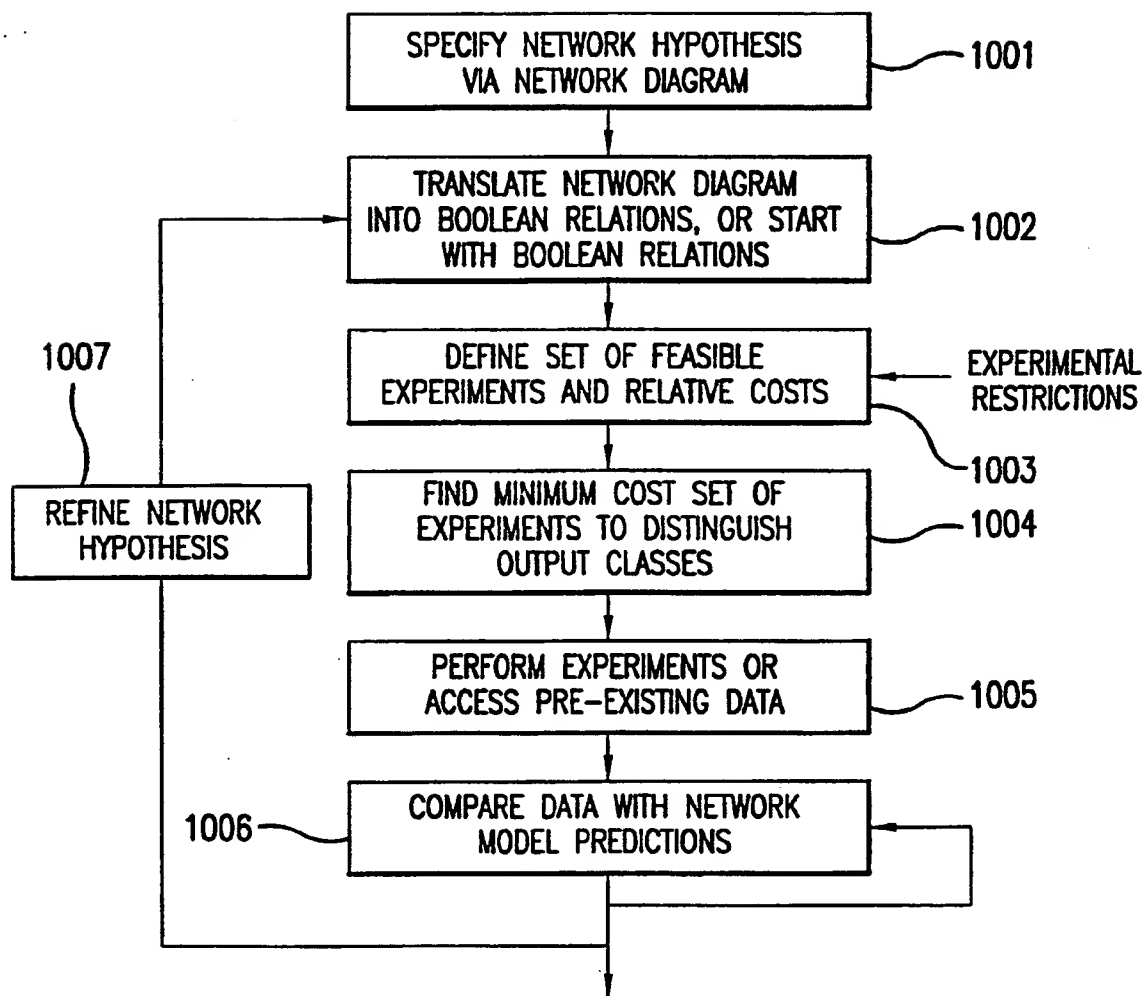 SPECIFY NETWORK HYPOTHESIS
VIA NETWORK DIAGRAM
1001
TRANSLATE NETWORK DIAGRAM
INTO BOOLEAN RELATIONS, OR START
WITH BOOLEAN RELATIONS
1002
DEFINE SET OF FEASIBLE
EXPERIMENTS AND RELATIVE COSTS
EXPERIMENTAL
RESTRICTIONS
1003
1007
REFINE NETWORK
HYPOTHESIS
FIND MINIMUM COST SET OF
EXPERIMENTS TO DISTINGUISH
OUTPUT CLASSES
1004
PERFORM EXPERIMENTS OR
ACCESS PRE-EXISTING DATA
1005
COMPARE DATA WITH NETWORK
MODEL PREDICTIONS
1006